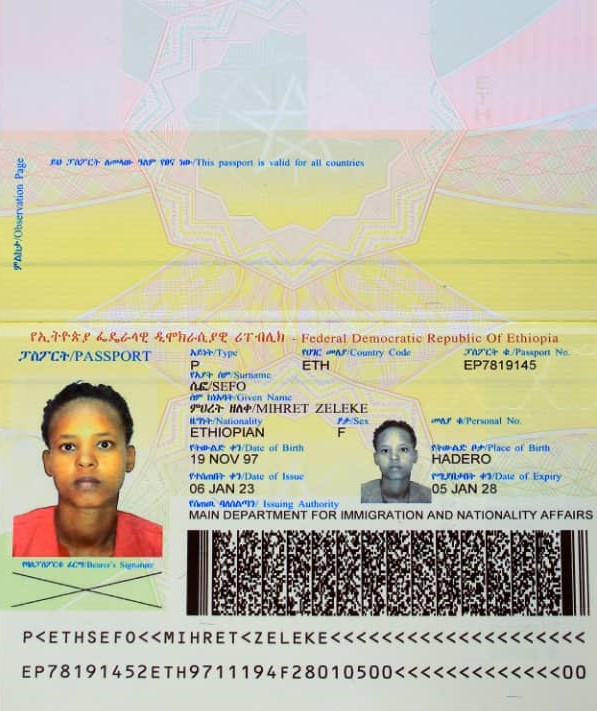 ይህ ፓስፖርት ለመላው ዓለም የፀና ነው/This passport is valid for all countries
ምልከታ/Observation Page
የኢትዮጵያ ፌዴራላዊ ዲሞክራሲያዊ ሪፐብሊክ - Federal Democratic Republic Of Ethiopia
ፓስፖርት/PASSPORT
አይነት/Type የሀገር መለያ/Country Code ፓስፖርት ቁ./Passport No.
P ETH EP7819145
የአያት ስም/Surname
ሴፎ/SEFO
ስም ከነአባት/Given Name
ምህረት ዘለቀ/MIHRET ZELEKE
ዜግነት/Nationality ፆታ/Sex መለያ ቁ/Personal No.
ETHIOPIAN F
የትውልድ ቀን/Date of Birth የትውልድ ቦታ/Place of Birth
19 NOV 97 HADERO
የተሰጠበት ቀን/Date of Issue የሚያበቃበት ቀን/Date of Expiry
06 JAN 23 05 JAN 28
የሰጠዉ ባለስልጣን/ Issuing Authority
MAIN DEPARTMENT FOR IMMIGRATION AND NATIONALITY AFFAIRS
የባለፓስፖርቱ ፊርማ/Bearer's Signature
P<ETHSEFO<<MIHRET<ZELEKE<<<<<<<<<<<<<<<<<<<<
EP78191452ETH9711194F28010500<<<<<<<<<<<<<00